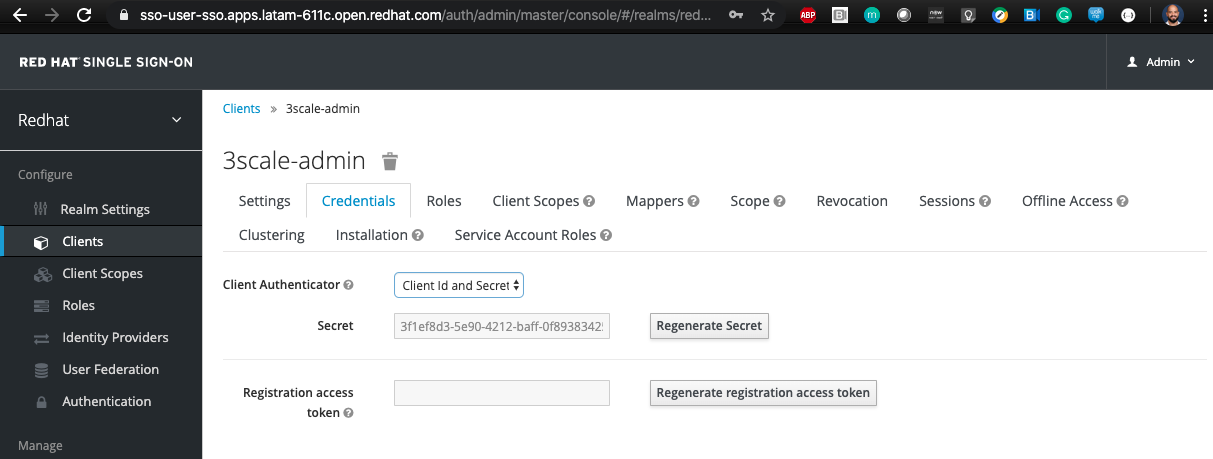 sso-user-sso.apps.latam-611c.open.redhat.com/auth/admin/master/console/#/realms/red...
ABP
RED HAT SINGLE SIGN-ON
Admin
Redhat
Clients » 3scale-admin
3scale-admin
Configure
Settings Credentials Roles Client Scopes Mappers Scope Revocation Sessions Offline Access
Realm Settings
Clustering Installation Service Account Roles
Clients
Client Scopes
Client Authenticator Client Id and Secret
Roles
Secret 3f1ef8d3-5e90-4212-baff-0f8938342 Regenerate Secret
Identity Providers
User Federation
Registration access token Regenerate registration access token
Authentication
Manage